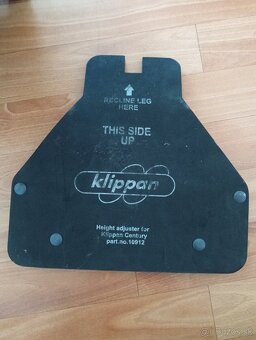 RECLINE LEG
HERE
THIS SIDE
UP
klippan
Height adjuster for
Klippan Century
part.no.10912